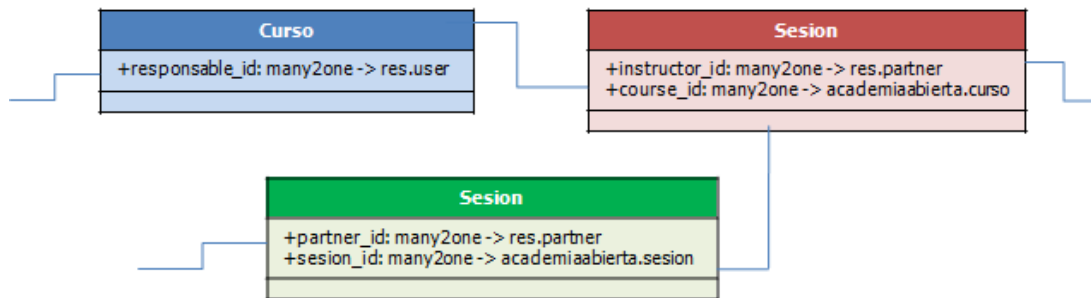 Curso
+responsable_id: many2one -> res.user
Sesion
+instructor_id: many2one -> res.partner
+course_id: many2one -> academiaabierta.curso
Sesion
+partner_id: many2one -> res.partner
+sesion_id: many2one -> academiaabierta.sesion